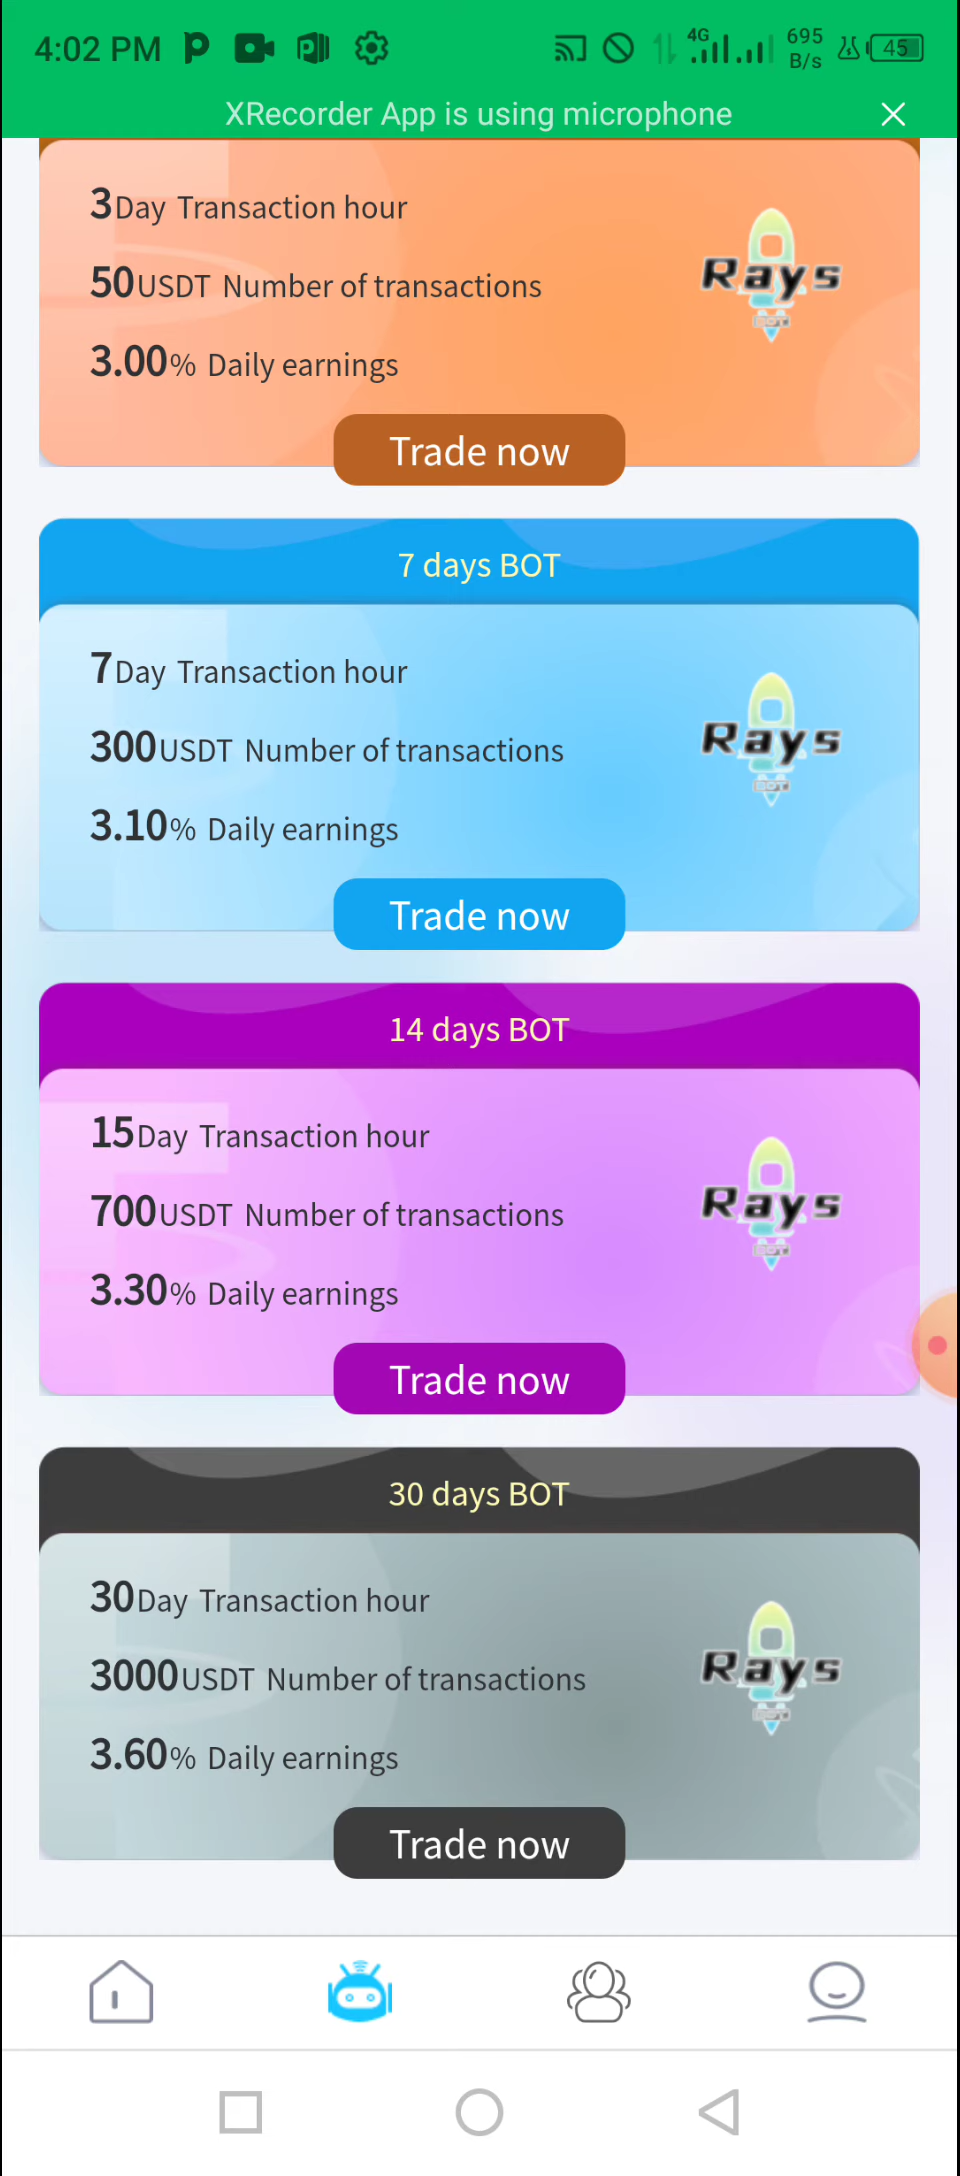 4:02 PM
4G
695
B/s
45
XRecorder App is using microphone
3Day Transaction hour
50USDT Number of transactions
3.00% Daily earnings
Rays
BOT
Trade now
7 days BOT
7Day Transaction hour
300USDT Number of transactions
3.10% Daily earnings
Rays
BOT
Trade now
14 days BOT
15Day Transaction hour
700USDT Number of transactions
3.30% Daily earnings
Rays
BOT
Trade now
30 days BOT
30Day Transaction hour
3000USDT Number of transactions
3.60% Daily earnings
Rays
BOT
Trade now